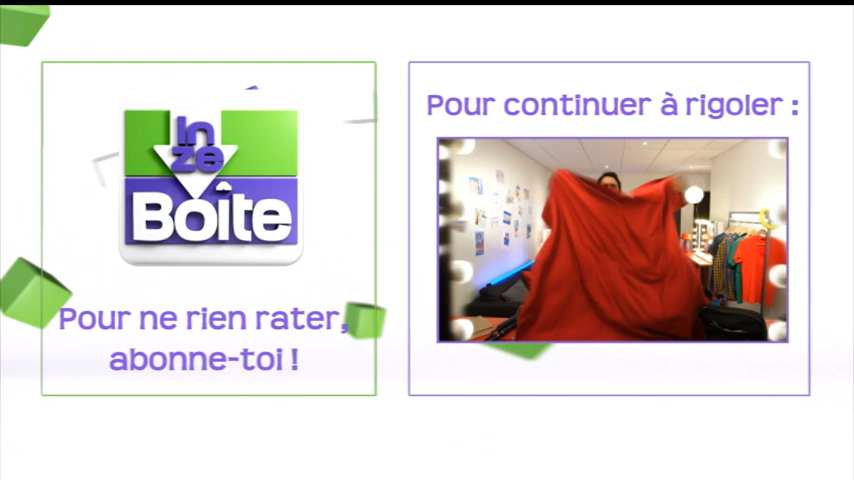 In
ze
Boîte
Pour ne rien rater,
abonne-toi !
Pour continuer à rigoler :